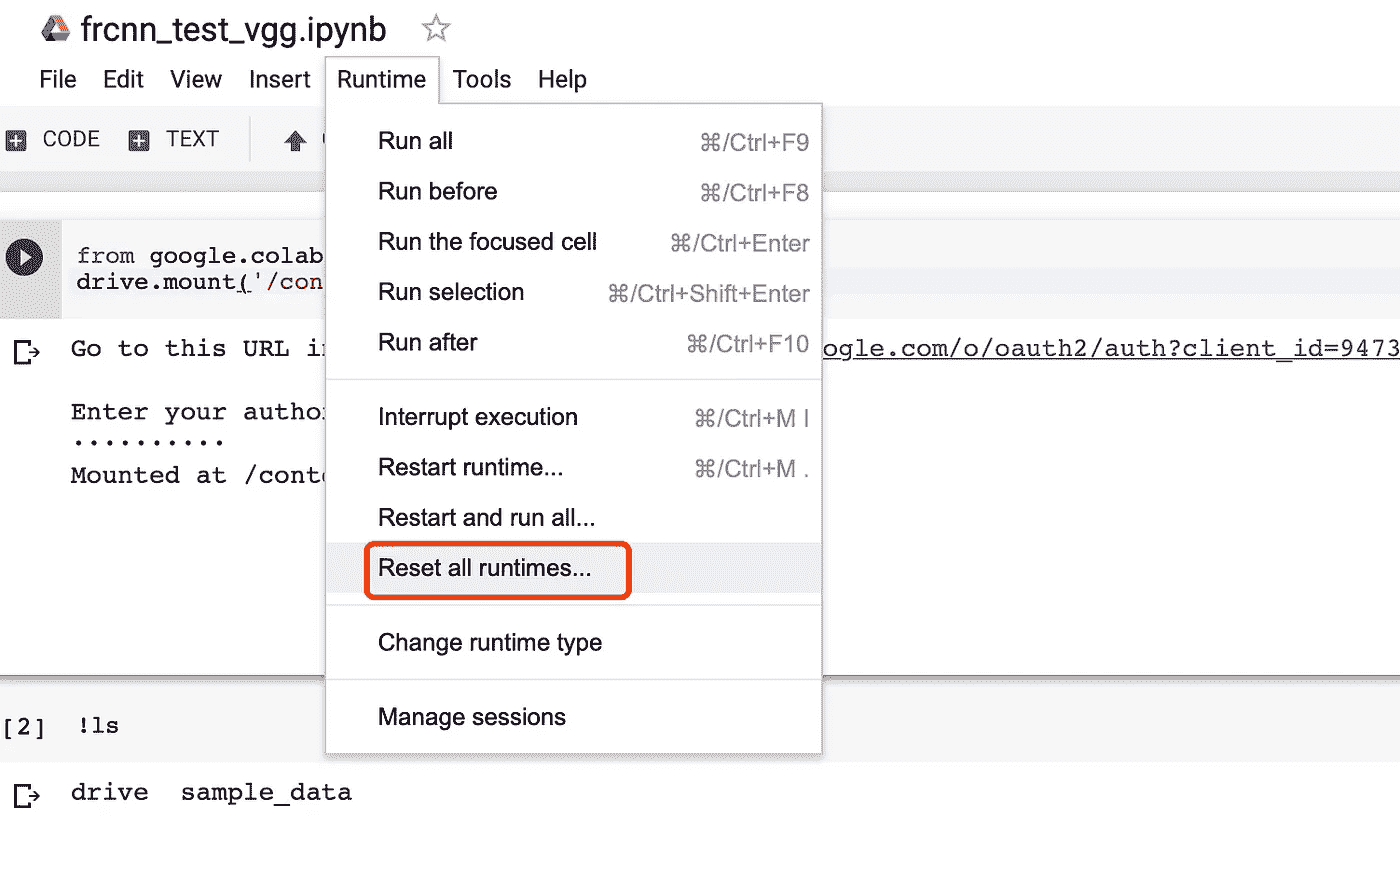 frcnn_test_vgg.ipynb
File Edit View Insert Runtime Tools Help
CODE TEXT
Run all ⌘/Ctrl+F9
Run before ⌘/Ctrl+F8
Run the focused cell ⌘/Ctrl+Enter
Run selection ⌘/Ctrl+Shift+Enter
Run after ⌘/Ctrl+F10
Interrupt execution ⌘/Ctrl+M I
Restart runtime... ⌘/Ctrl+M .
Restart and run all...
Reset all runtimes...
Change runtime type
Manage sessions
from google.colab
drive.mount('/con
Go to this URL in ogle.com/o/oauth2/auth?client_id=9473
Enter your author
..........
Mounted at /conte
[2] !ls
drive sample_data